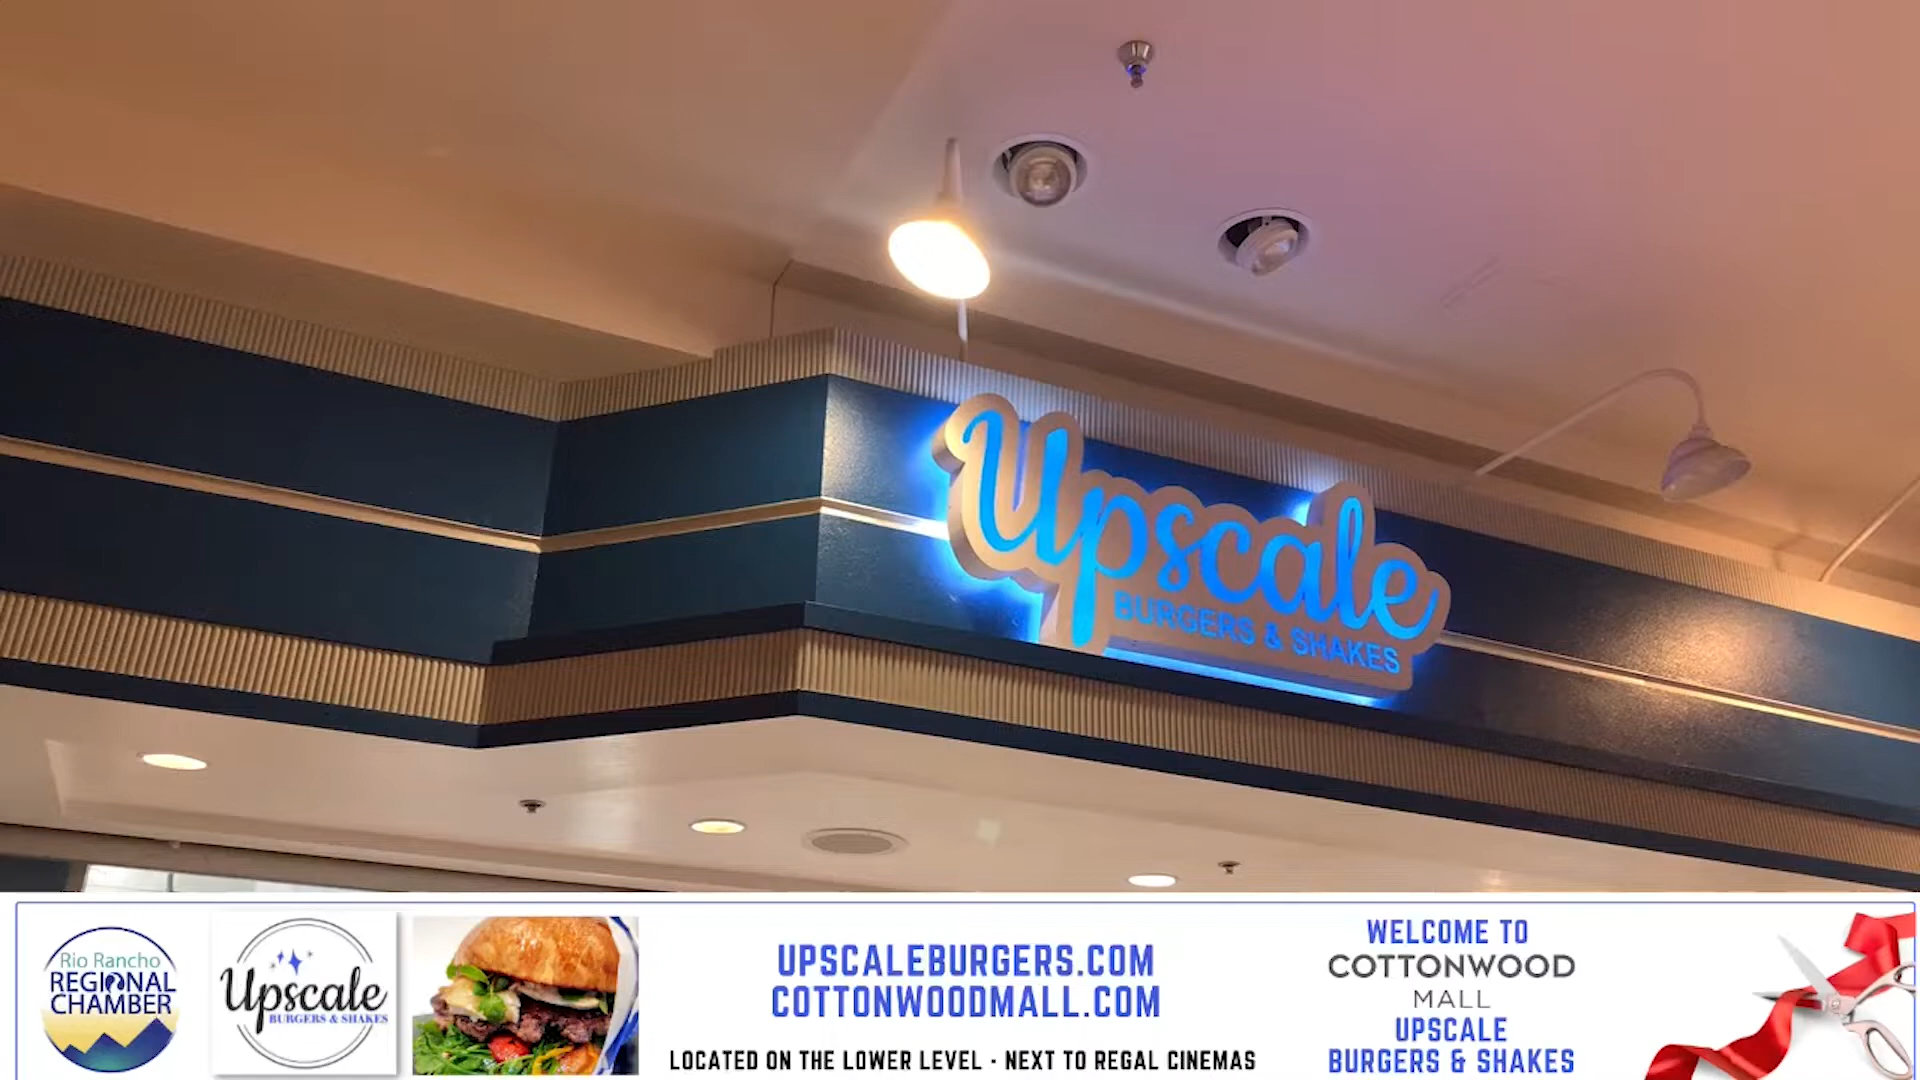 Upscale
BURGERS & SHAKES
Rio Rancho
REGIONAL
CHAMBER
Upscale
BURGERS & SHAKES
UPSCALEBURGERS.COM
COTTONWOODMALL.COM
LOCATED ON THE LOWER LEVEL · NEXT TO REGAL CINEMAS
WELCOME TO
COTTONWOOD
MALL
UPSCALE
BURGERS & SHAKES